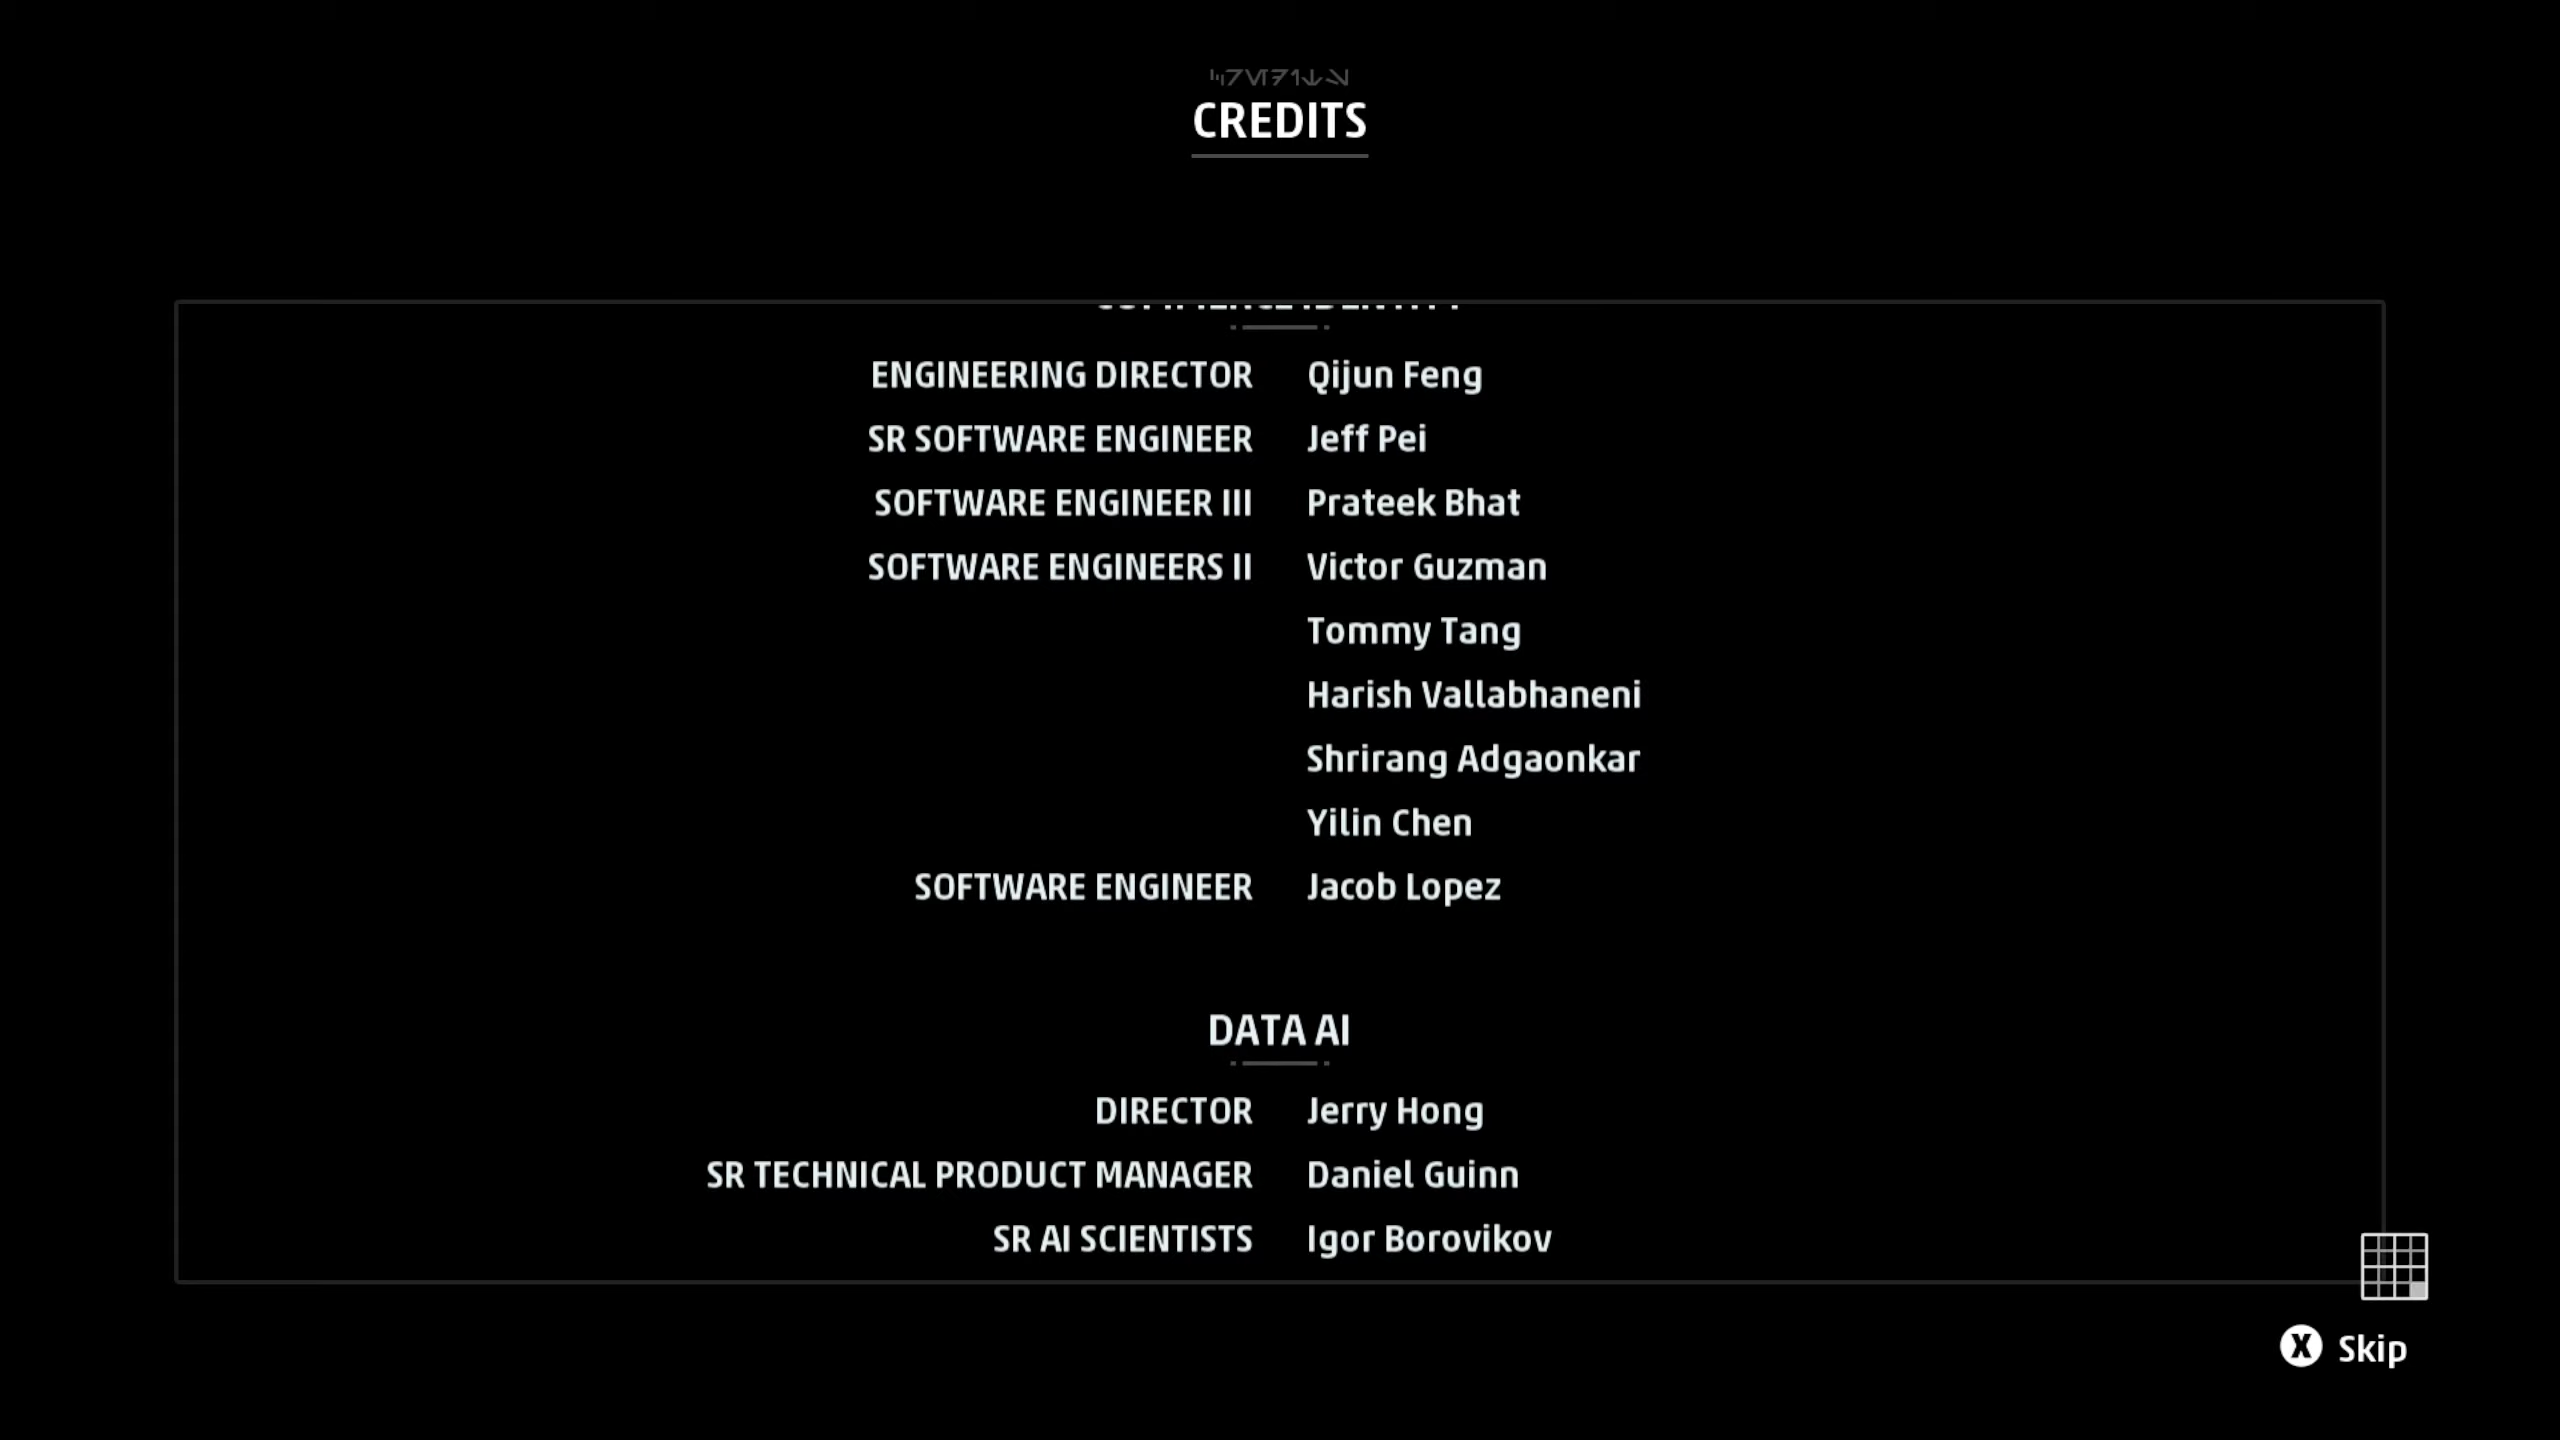 CREDITS
ENGINEERING DIRECTOR Qijun Feng
SR SOFTWARE ENGINEER Jeff Pei
SOFTWARE ENGINEER III Prateek Bhat
SOFTWARE ENGINEERS II Victor Guzman
Tommy Tang
Harish Vallabhaneni
Shrirang Adgaonkar
Yilin Chen
SOFTWARE ENGINEER Jacob Lopez
DATA AI
DIRECTOR Jerry Hong
SR TECHNICAL PRODUCT MANAGER Daniel Guinn
SR AI SCIENTISTS Igor Borovikov
X Skip